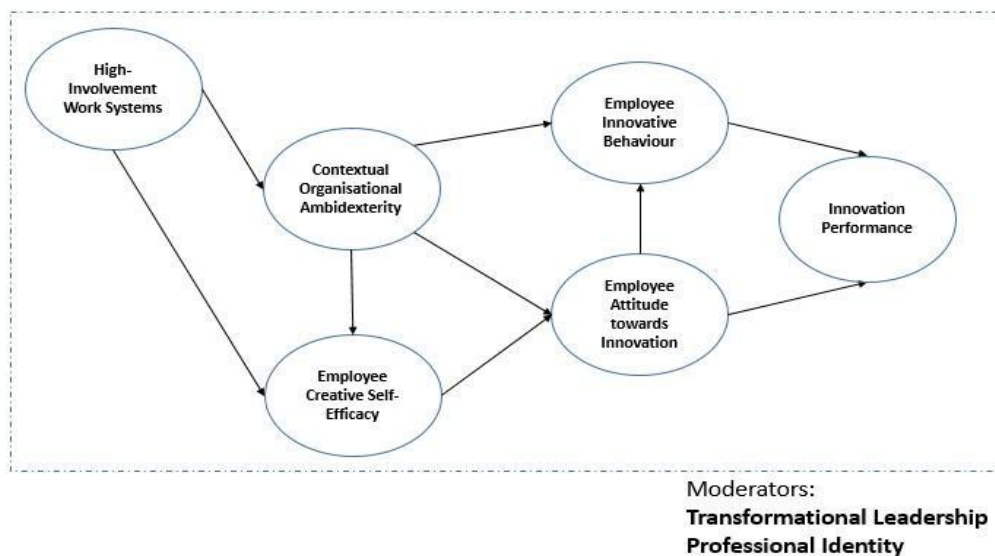 High-
Involvement
Work Systems
Contextual
Organisational
Ambidexterity
Employee
Creative Self-
Efficacy
Employee
Innovative
Behaviour
Employee
Attitude
towards
Innovation
Innovation
Performance
Moderators:
Transformational Leadership
Professional Identity